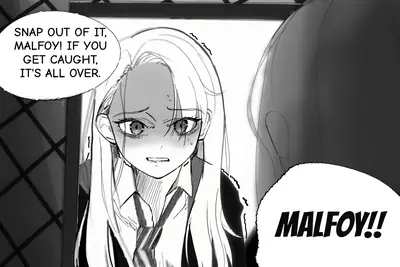 SNAP OUT OF IT,
MALFOY! IF YOU
GET CAUGHT,
IT'S ALL OVER.
MALFOY!!